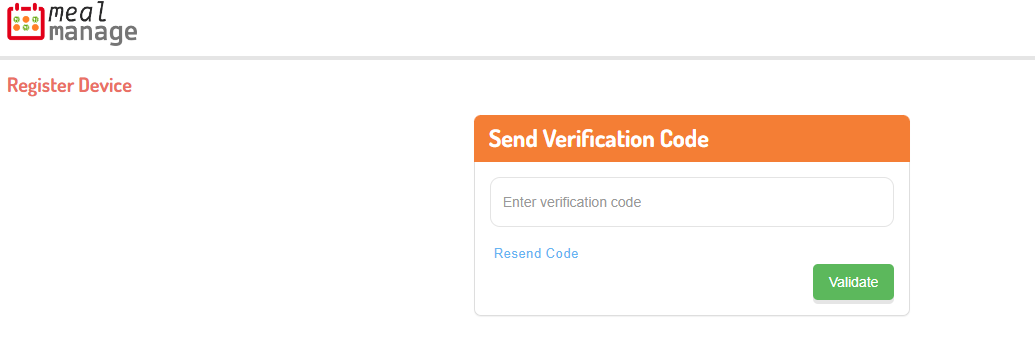 meal
manage
Register Device
Send Verification Code
Enter verification code
Resend Code
Validate